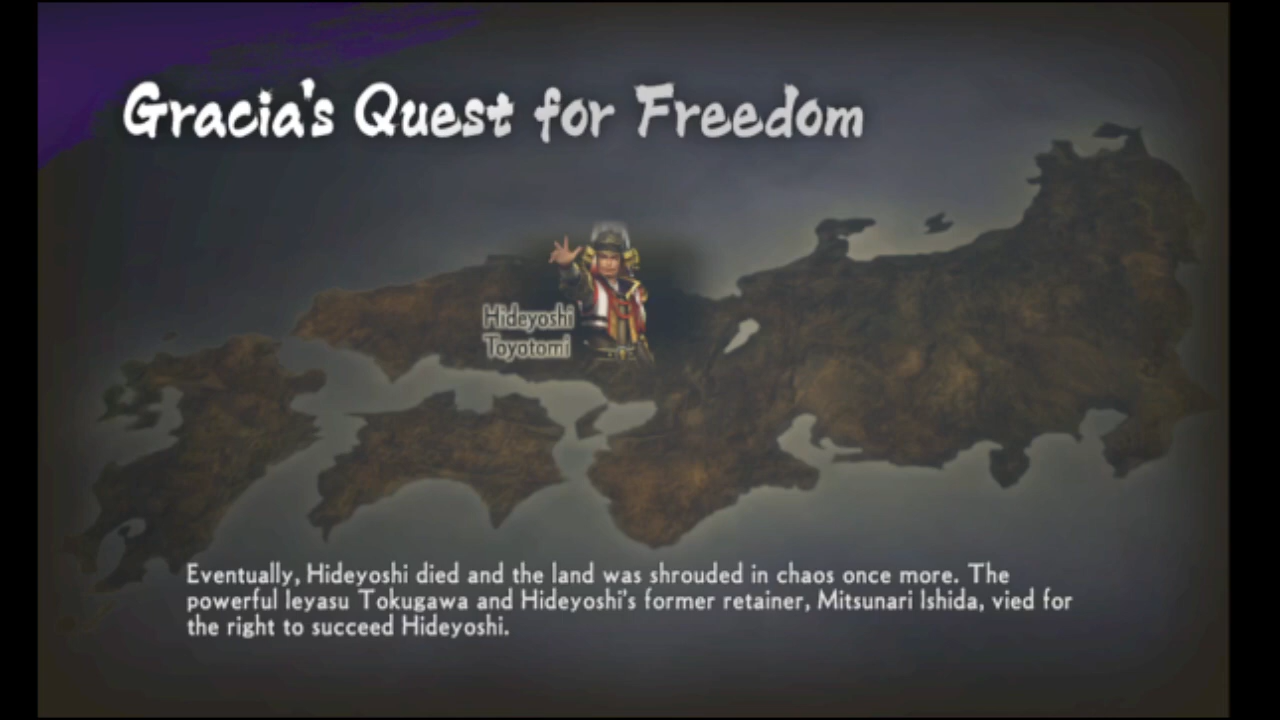 Gracia's Quest for Freedom
Hideyoshi
Toyotomi
Eventually, Hideyoshi died and the land was shrouded in chaos once more. The
powerful Ieyasu Tokugawa and Hideyoshi's former retainer, Mitsunari Ishida, vied for
the right to succeed Hideyoshi.